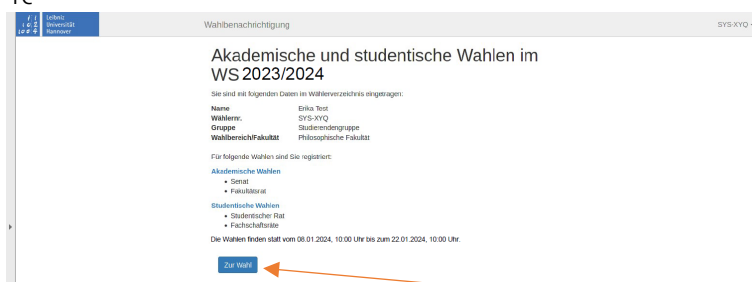 Leibniz
Universität
Hannover
Wahlbenachrichtigung
SYS-XYQ
Akademische und studentische Wahlen im
WS 2023/2024
Sie sind mit folgenden Daten im Wählerverzeichnis eingetragen:
Name Erika Test
Wählernr. SYS-XYQ
Gruppe Studierendengruppe
Wahlbereich/Fakultät Philosophische Fakultät
Für folgende Wahlen sind Sie registriert:
Akademische Wahlen
• Senat
• Fakultätsrat
Studentische Wahlen
• Studentischer Rat
• Fachschaftsräte
Die Wahlen finden statt vom 08.01.2024, 10:00 Uhr bis zum 22.01.2024, 10:00 Uhr.
Zur Wahl